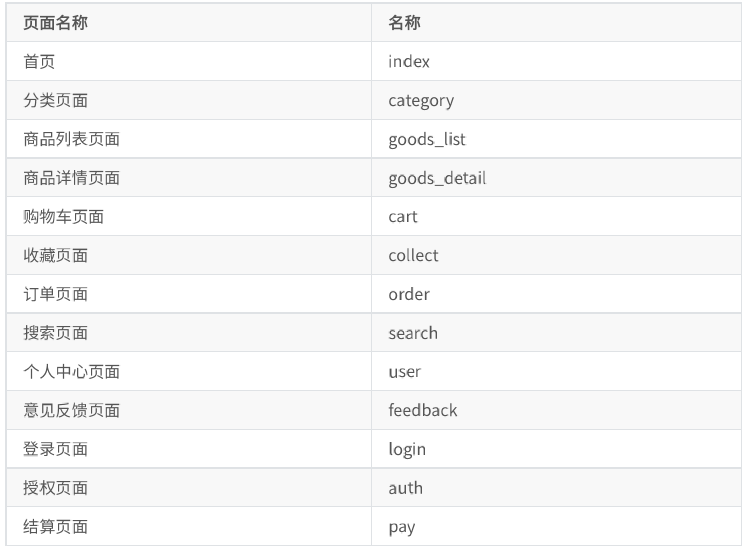 页面名称 名称
首页 index
分类页面 category
商品列表页面 goods_list
商品详情页面 goods_detail
购物车页面 cart
收藏页面 collect
订单页面 order
搜索页面 search
个人中心页面 user
意见反馈页面 feedback
登录页面 login
授权页面 auth
结算页面 pay